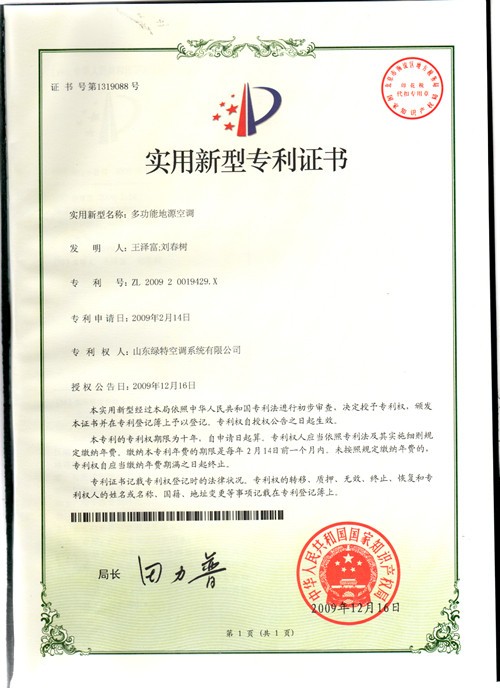 证书号第1319088号
印花税
代扣专用章
国家知识产权局
实用新型专利证书
实用新型名称：多功能地源空调
发明人：王泽富;刘春树
专利号：ZL 2009 2 0019429.X
专利申请日：2009年2月14日
专利权人：山东绿特空调系统有限公司
授权公告日：2009年12月16日
本实用新型经过本局依照中华人民共和国专利法进行初步审查，决定授予专利权，颁发
本证书并在专利登记簿上予以登记。专利权自授权公告之日起生效。
本专利的专利权期限为十年，自申请日起算。专利权人应当依照专利法及其实施细则规
定缴纳年费。缴纳本专利年费的期限是每年2月14日前一个月内。未按照规定缴纳年费的，
专利权自应当缴纳年费期满之日起终止。
专利证书记载专利权登记时的法律状况。专利权的转移、质押、无效、终止、恢复和专
利权人的姓名或名称、国籍、地址变更等事项记载在专利登记簿上。
局长 田力普
中华人民共和国国家知识产权局
2009年12月16日
第1页（共1页）